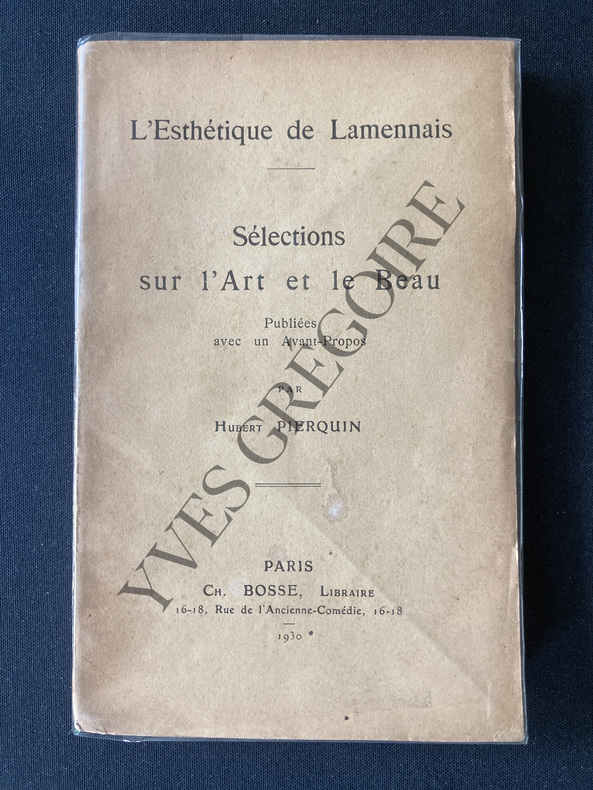 L'Esthétique de Lamennais
Sélections
sur l'Art et le Beau
Publiées
avec un Avant-Propos
PAR
HUBERT PIERQUIN
PARIS
CH. BOSSE, LIBRAIRE
16-18, Rue de l'Ancienne-Comédie, 16-18
1930
YVES GRÉGOIRE